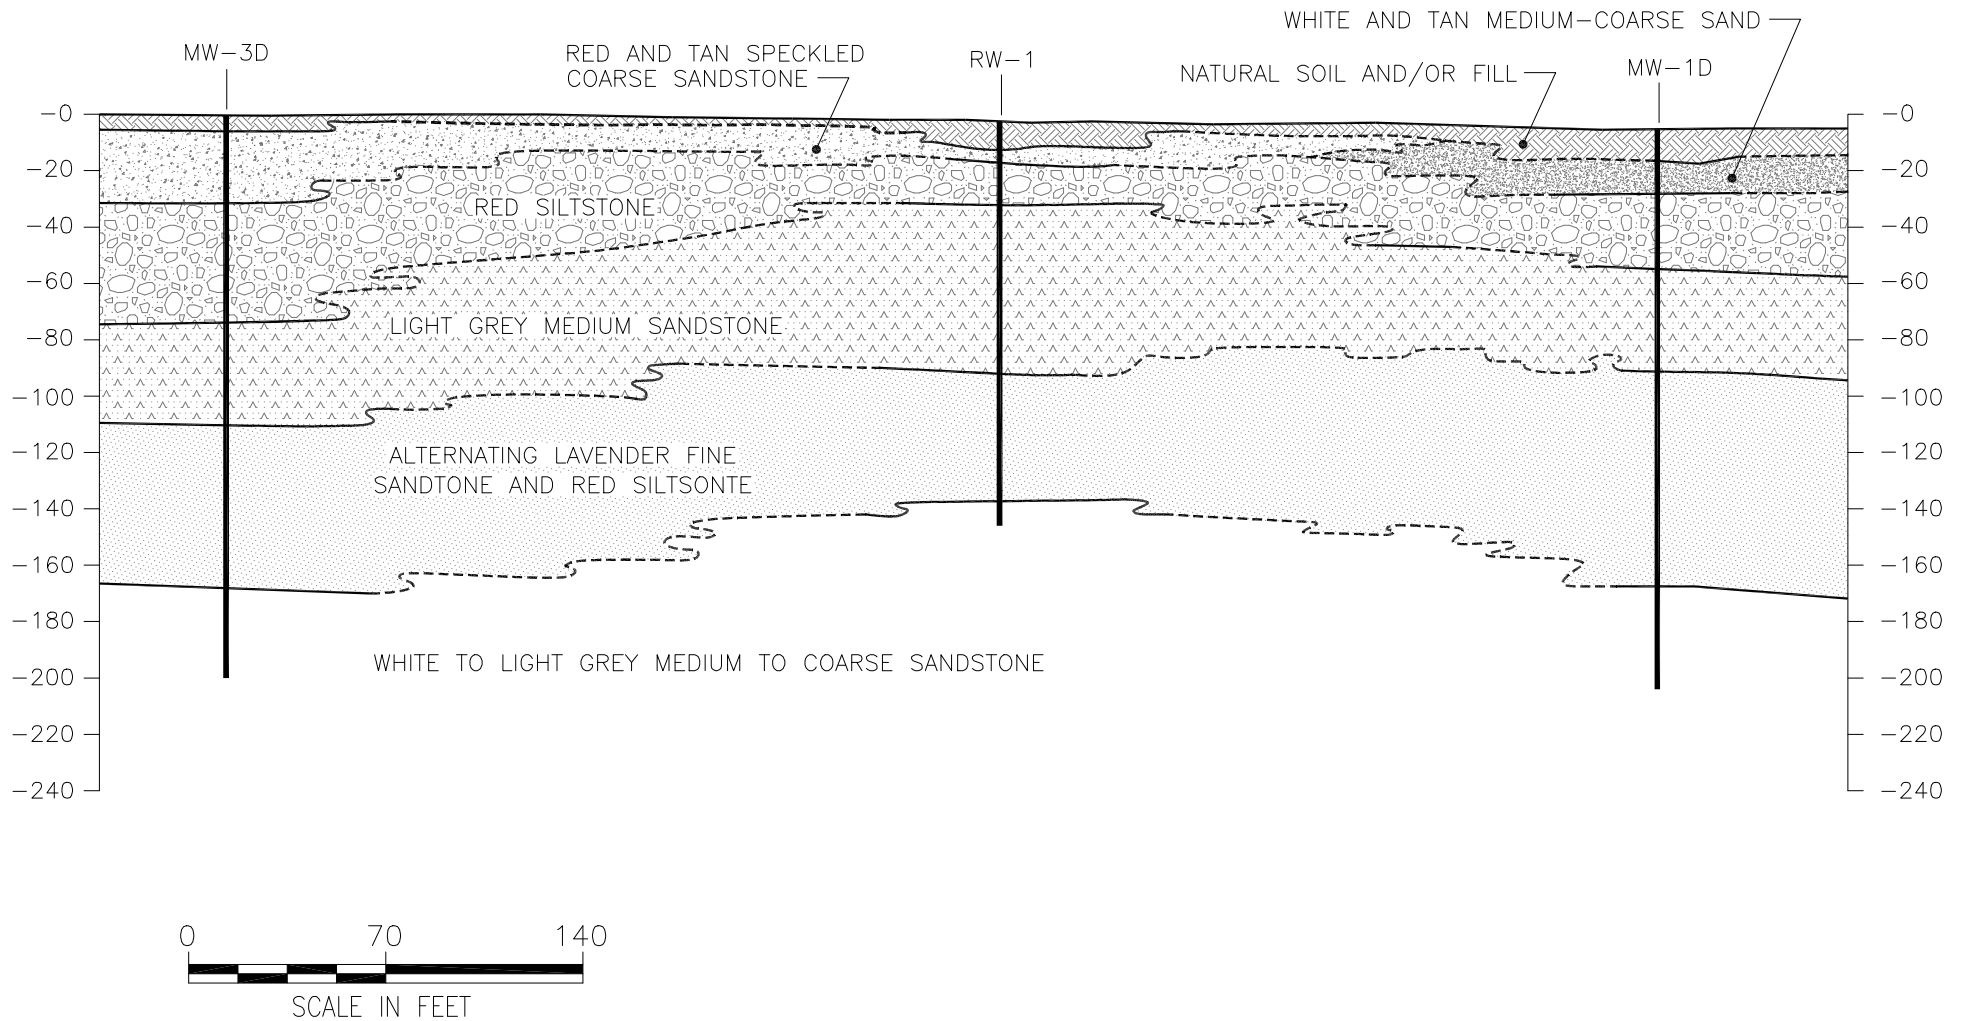 WHITE AND TAN MEDIUM-COARSE SAND
MW-3D
RED AND TAN SPECKLED
COARSE SANDSTONE
RW-1
NATURAL SOIL AND/OR FILL
MW-1D
-0
-0
-20
-20
RED SILTSTONE
-40
-40
-60
-60
LIGHT GREY MEDIUM SANDSTONE
-80
-80
-100
-100
ALTERNATING LAVENDER FINE
-120
-120
SANDTONE AND RED SILTSONTE
-140
-140
-160
-160
-180
-180
WHITE TO LIGHT GREY MEDIUM TO COARSE SANDSTONE
-200
-200
-220
-220
-240
-240
0 70 140
SCALE IN FEET